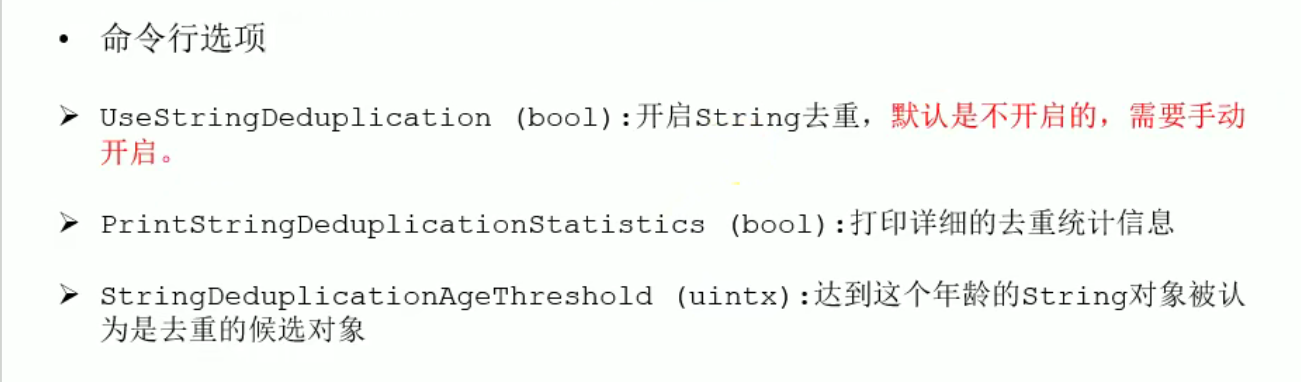 • 命令行选项
➢ UseStringDeduplication (bool):开启String去重，默认是不开启的，需要手动
开启。
➢ PrintStringDeduplicationStatistics (bool):打印详细的去重统计信息
➢ StringDeduplicationAgeThreshold (uintx):达到这个年龄的String对象被认
为是去重的候选对象